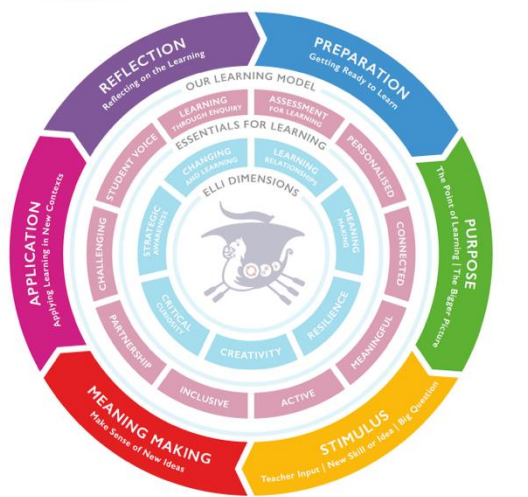 PREPARATION
Getting Ready to Learn
PURPOSE
The Point of Learning | The Bigger Picture
STIMULUS
Teacher Input | New Skill or Idea | Big Question
MEANING MAKING
Make Sense of New Ideas
APPLICATION
Applying Learning in New Contexts
REFLECTION
Reflecting on the Learning
OUR LEARNING MODEL
ASSESSMENT
FOR LEARNING
PERSONALISED
CONNECTED
MEANINGFUL
ACTIVE
INCLUSIVE
PARTNERSHIP
CHALLENGING
STUDENT VOICE
LEARNING
THROUGH ENQUIRY
ESSENTIALS FOR LEARNING
LEARNING
RELATIONSHIPS
MEANING
MAKING
RESILIENCE
CREATIVITY
CRITICAL
CURIOSITY
STRATEGIC
AWARENESS
CHANGING
AND LEARNING
ELLI DIMENSIONS